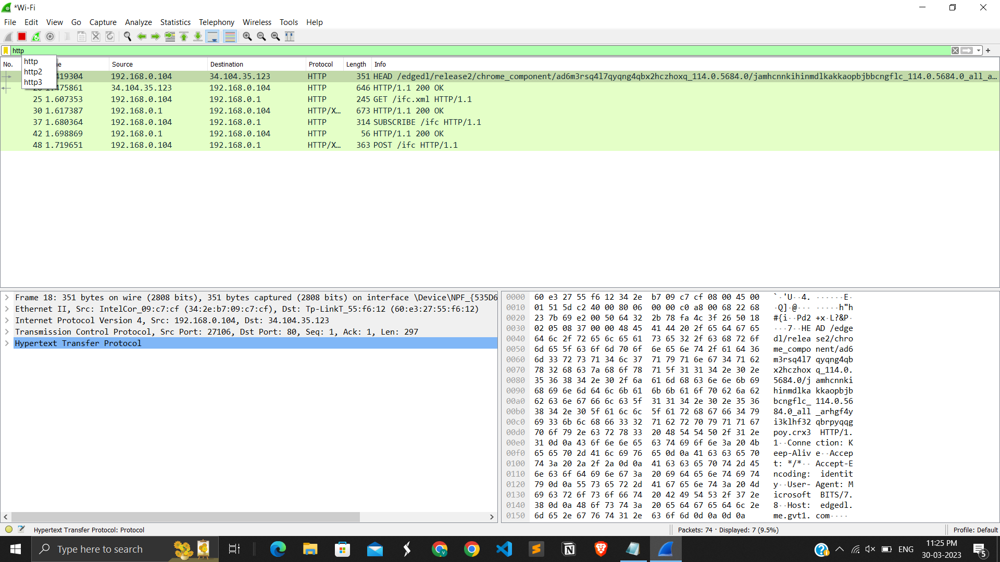 *Wi-Fi
File Edit View Go Capture Analyze Statistics Telephony Wireless Tools Help
http
http
http2
http3
No. Source Destination Protocol Length Info
419304 192.168.0.104 34.104.35.123 HTTP 351 HEAD /edgedl/release2/chrome_component/ad6m3rsq4l7qyqng4qbx2hczhoxq_114.0.5684.0/jamhcnnkihinmdlkakkaopbjbbcngflc_114.0.5684.0_all_a…
475861 34.104.35.123 192.168.0.104 HTTP 646 HTTP/1.1 200 OK
25 1.607353 192.168.0.104 192.168.0.1 HTTP 245 GET /ifc.xml HTTP/1.1
30 1.617387 192.168.0.1 192.168.0.104 HTTP/X… 673 HTTP/1.1 200 OK
37 1.680364 192.168.0.104 192.168.0.1 HTTP 314 SUBSCRIBE /ifc HTTP/1.1
42 1.698869 192.168.0.1 192.168.0.104 HTTP 56 HTTP/1.1 200 OK
48 1.719651 192.168.0.104 192.168.0.1 HTTP/X… 363 POST /ifc HTTP/1.1
Frame 18: 351 bytes on wire (2808 bits), 351 bytes captured (2808 bits) on interface \Device\NPF_{535D6
Ethernet II, Src: IntelCor_09:c7:cf (34:2e:b7:09:c7:cf), Dst: Tp-LinkT_55:f6:12 (60:e3:27:55:f6:12)
Internet Protocol Version 4, Src: 192.168.0.104, Dst: 34.104.35.123
Transmission Control Protocol, Src Port: 27106, Dst Port: 80, Seq: 1, Ack: 1, Len: 297
Hypertext Transfer Protocol
0000 60 e3 27 55 f6 12 34 2e b7 09 c7 cf 08 00 45 00 `·'U··4. ······E·
0010 01 51 5d c2 40 00 80 06 00 00 c0 a8 00 68 22 68 ·Q]·@··· ·····h"h
0020 23 7b 69 e2 00 50 64 32 2b 78 fa 4c 3f 26 50 18 #{i··Pd2 +x·L?&P·
0030 02 05 08 37 00 00 48 45 41 44 20 2f 65 64 67 65 ···7··HE AD /edge
0040 64 6c 2f 72 65 6c 65 61 73 65 32 2f 63 68 72 6f dl/relea se2/chro
0050 6d 65 5f 63 6f 6d 70 6f 6e 65 6e 74 2f 61 64 36 me_compo nent/ad6
0060 6d 33 72 73 71 34 6c 37 71 79 71 6e 67 34 71 62 m3rsq4l7 qyqng4qb
0070 78 32 68 63 7a 68 6f 78 71 5f 31 31 34 2e 30 2e x2hczhox q_114.0.
0080 35 36 38 34 2e 30 2f 6a 61 6d 68 63 6e 6e 6b 69 5684.0/j amhcnnki
0090 68 69 6e 6d 64 6c 6b 61 6b 6b 61 6f 70 62 6a 62 hinmdlka kkaopbjb
00a0 62 63 6e 67 66 6c 63 5f 31 31 34 2e 30 2e 35 36 bcngflc_ 114.0.56
00b0 38 34 2e 30 5f 61 6c 6c 5f 61 72 68 67 66 34 79 84.0_all _arhgf4y
00c0 69 33 6b 6c 68 66 33 32 71 62 72 70 79 71 71 67 i3klhf32 qbrpyqqg
00d0 70 6f 79 2e 63 72 78 33 20 48 54 54 50 2f 31 2e poy.crx3 HTTP/1.
00e0 31 0d 0a 43 6f 6e 6e 65 63 74 69 6f 6e 3a 20 4b 1··Conne ction: K
00f0 65 65 70 2d 41 6c 69 76 65 0d 0a 41 63 63 65 70 eep-Aliv e··Accep
0100 74 3a 20 2a 2f 2a 0d 0a 41 63 63 65 70 74 2d 45 t: */*·· Accept-E
0110 6e 63 6f 64 69 6e 67 3a 20 69 64 65 6e 74 69 74 ncoding: identit
0120 79 0d 0a 55 73 65 72 2d 41 67 65 6e 74 3a 20 4d y··User- Agent: M
0130 69 63 72 6f 73 6f 66 74 20 42 49 54 53 2f 37 2e icrosoft BITS/7.
0140 38 0d 0a 48 6f 73 74 3a 20 65 64 67 65 64 6c 2e 8··Host: edgedl.
0150 6d 65 2e 67 76 74 31 2e 63 6f 6d 0d 0a 0d 0a me.gvt1. com····
Hypertext Transfer Protocol: Protocol Packets: 74 · Displayed: 7 (9.5%) Profile: Default
Type here to search ENG 11:25 PM
30-03-2023 5